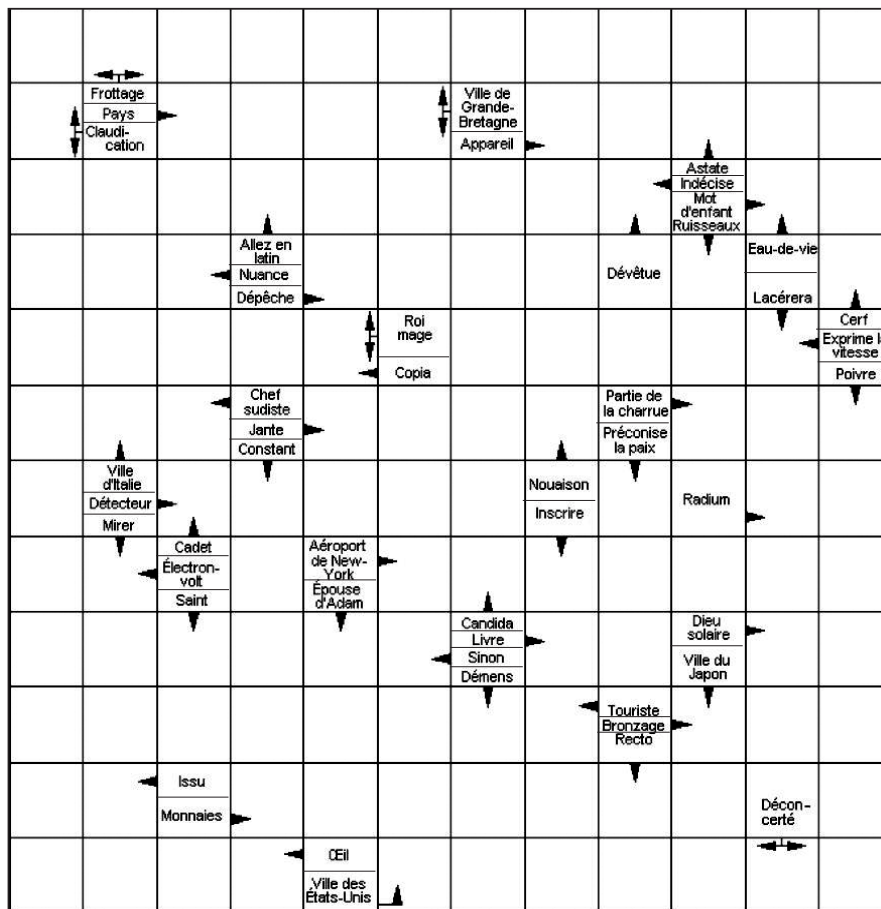 Frottage
Pays
Claudi-
cation
Ville de
Grande-
Bretagne
Appareil
Astate
Indécise
Mot
d'enfant
Ruisseaux
Allez en
latin
Nuance
Dépêche
Dévêtue
Eau-de-vie
Lacérera
Roi
mage
Copia
Cerf
Exprime la
vitesse
Poivre
Chef
sudiste
Jante
Constant
Partie de
la charrue
Préconise
la paix
Ville
d'Italie
Détecteur
Mirer
Nouaison
Inscrire
Radium
Cadet
Électron-
volt
Saint
Aéroport
de New-
York
Épouse
d'Adam
Candida
Livre
Sinon
Démens
Dieu
solaire
Ville du
Japon
Touriste
Bronzage
Recto
Issu
Monnaies
Décon-
certé
Œil
Ville des
États-Unis